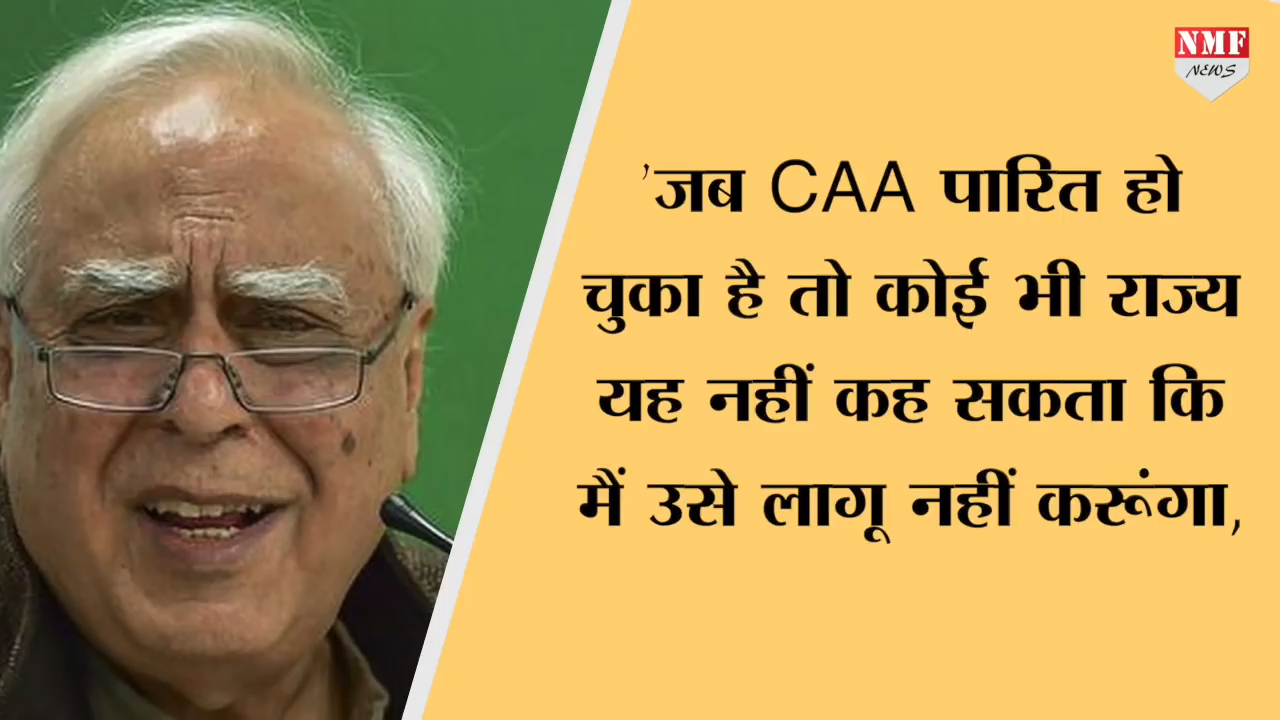 NMF
NEWS
'जब CAA पारित हो
चुका है तो कोई भी राज्य
यह नहीं कह सकता कि
मैं उसे लागू नहीं करूंगा,